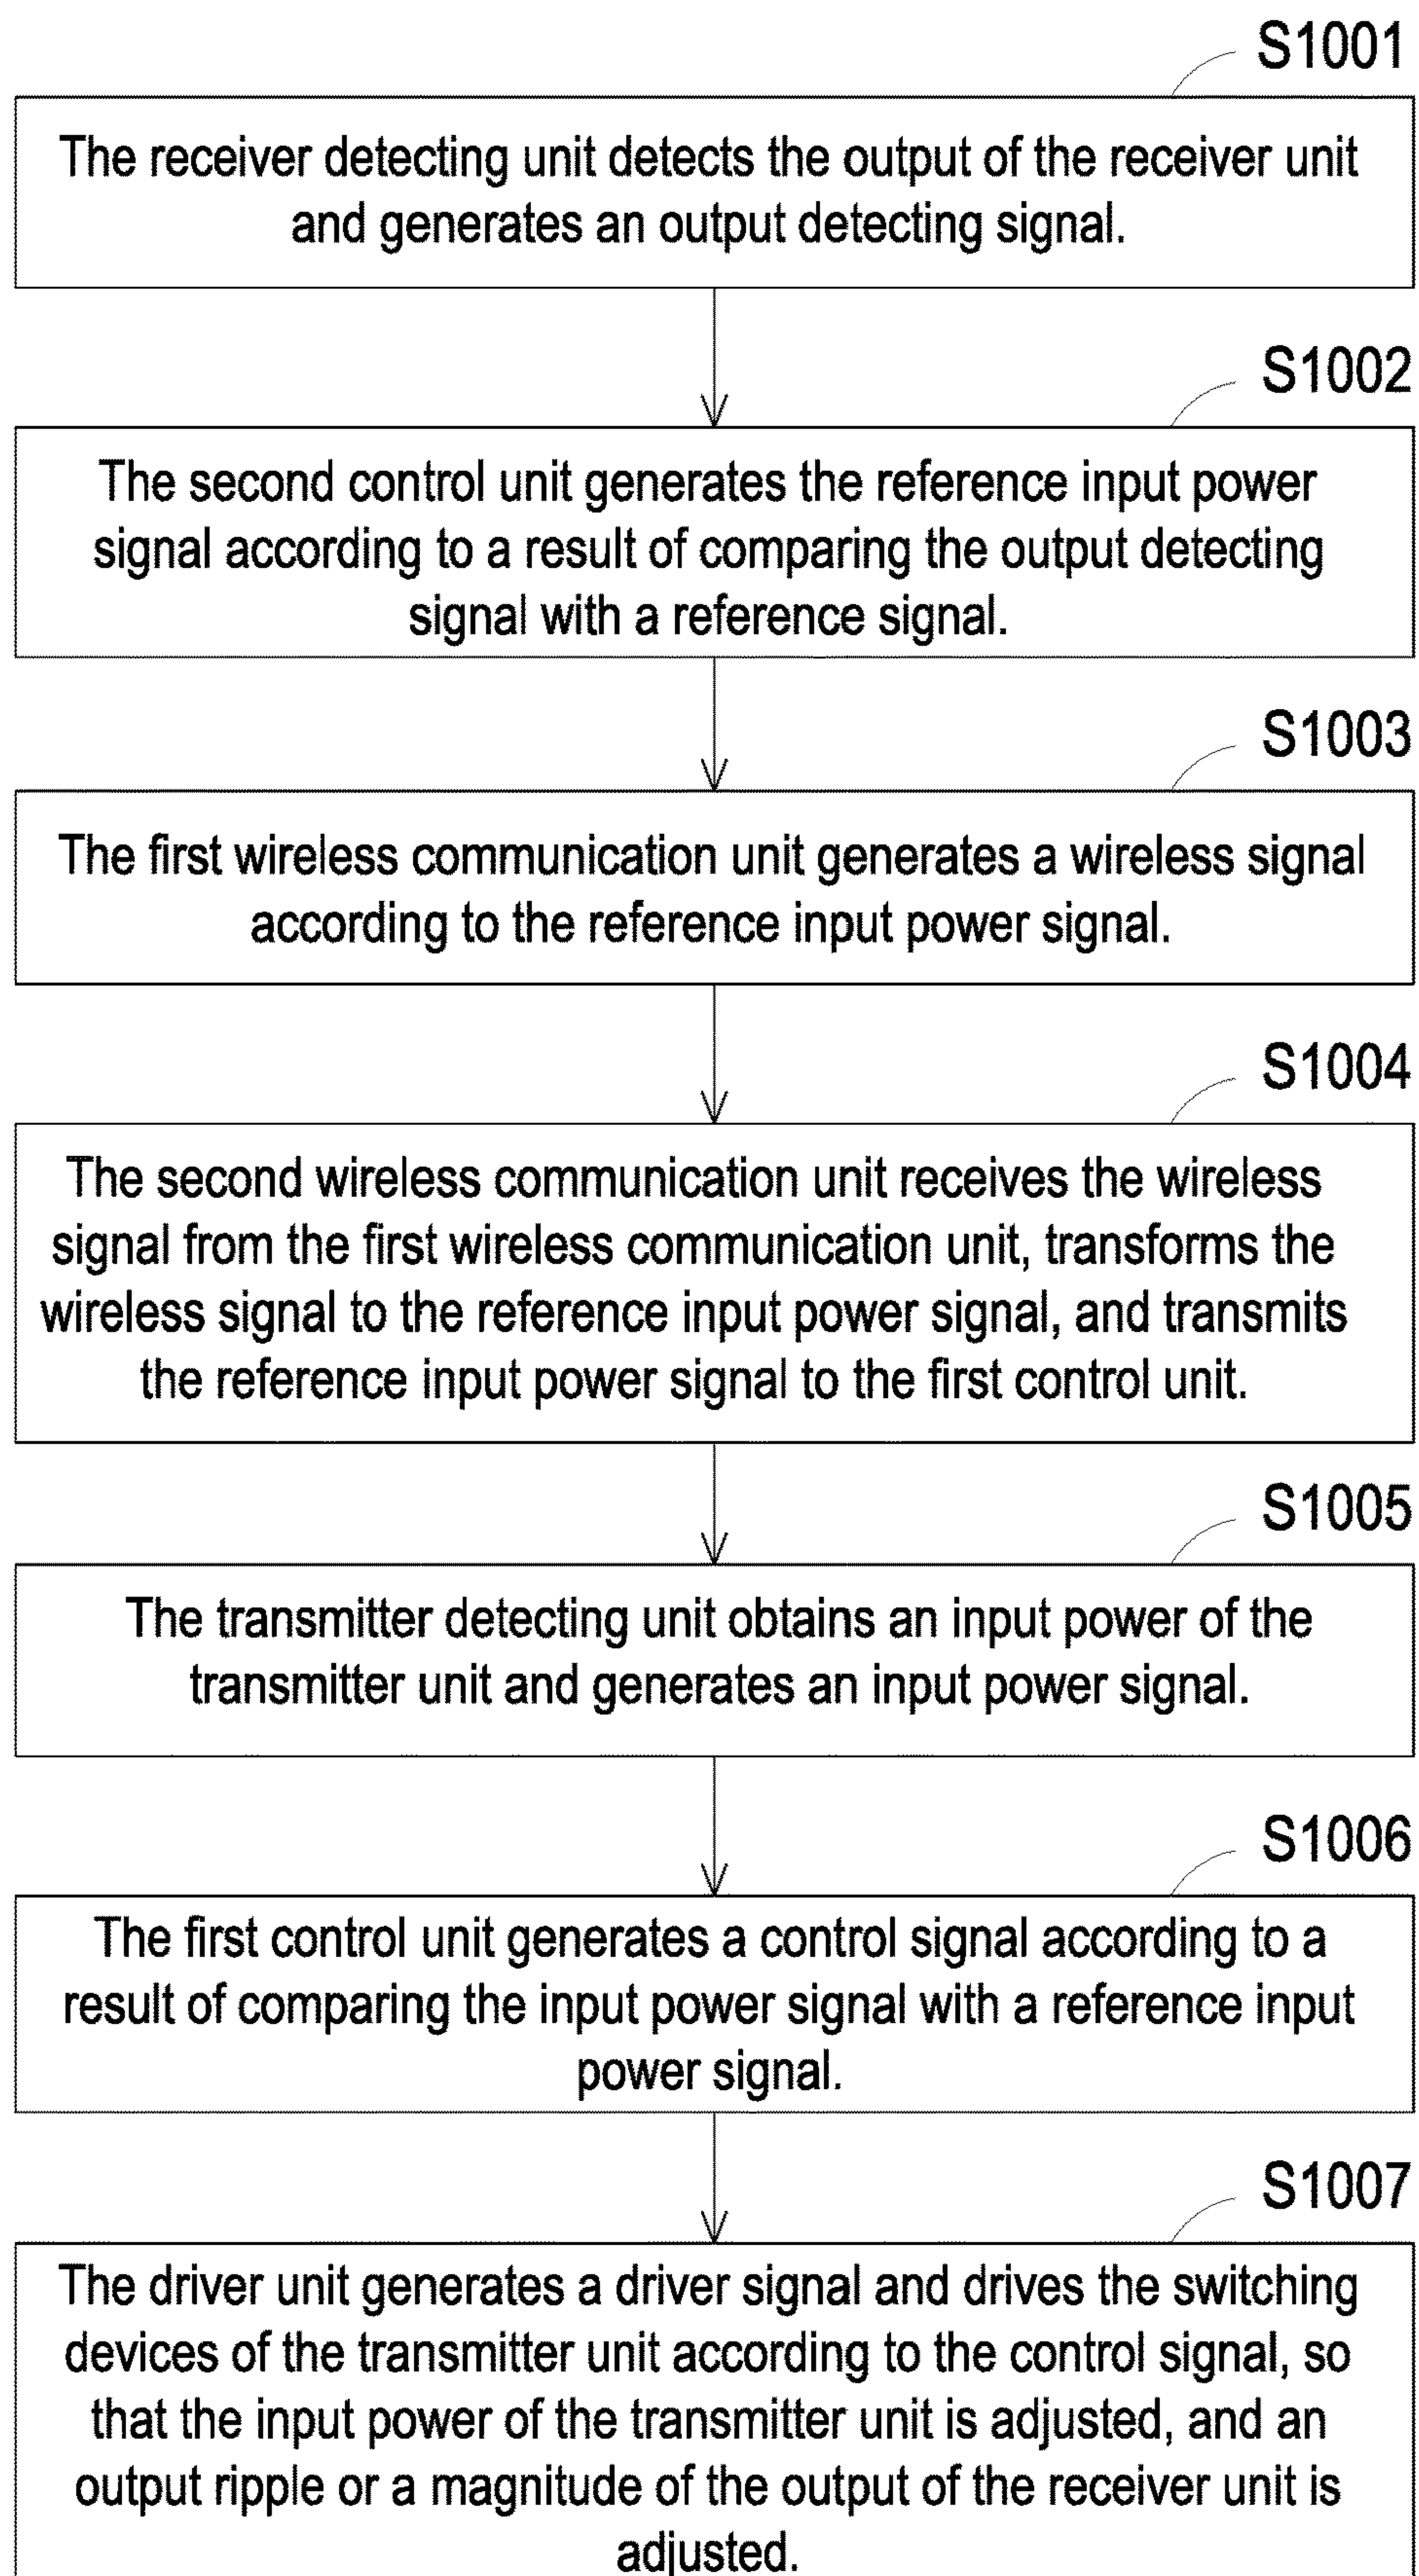 S1001
The receiver detecting unit detects the output of the receiver unit
and generates an output detecting signal.
S1002
The second control unit generates the reference input power
signal according to a result of comparing the output detecting
signal with a reference signal.
S1003
The first wireless communication unit generates a wireless signal
according to the reference input power signal.
S1004
The second wireless communication unit receives the wireless
signal from the first wireless communication unit, transforms the
wireless signal to the reference input power signal, and transmits
the reference input power signal to the first control unit.
S1005
The transmitter detecting unit obtains an input power of the
transmitter unit and generates an input power signal.
S1006
The first control unit generates a control signal according to a
result of comparing the input power signal with a reference input
power signal.
S1007
The driver unit generates a driver signal and drives the switching
devices of the transmitter unit according to the control signal, so
that the input power of the transmitter unit is adjusted, and an
output ripple or a magnitude of the output of the receiver unit is
adjusted.